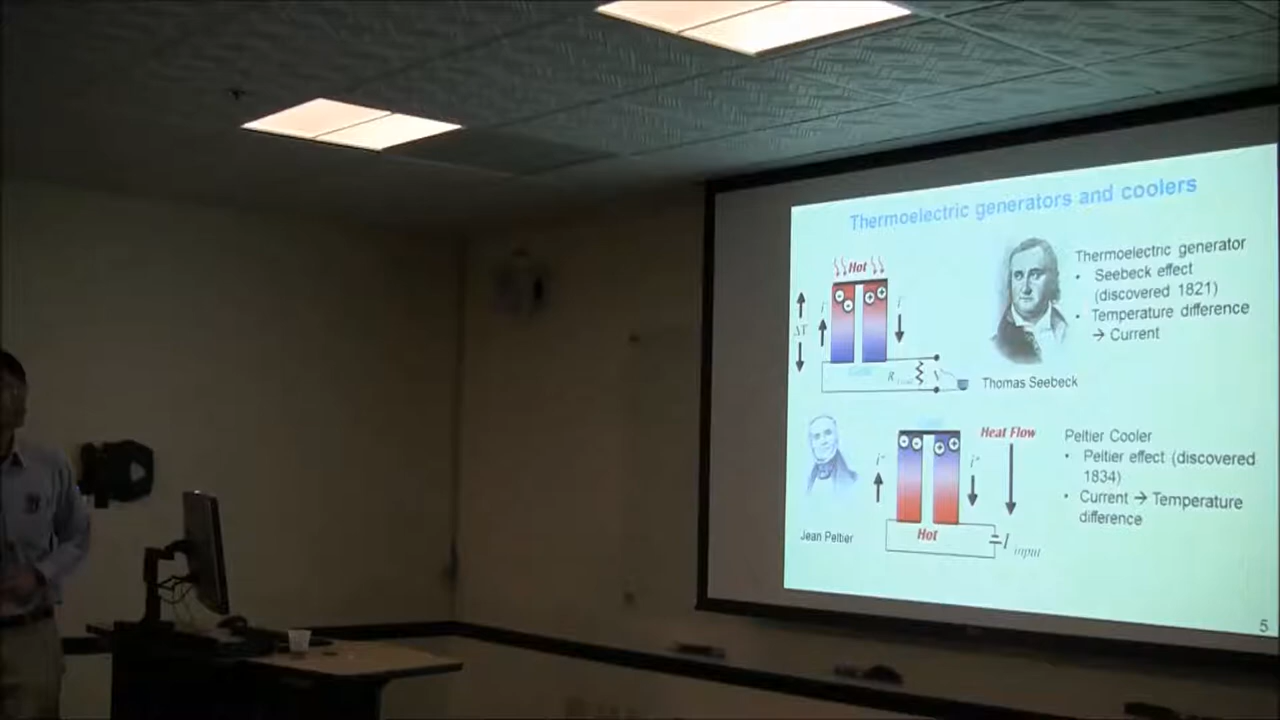 Thermoelectric generators and coolers
Hot
Thermoelectric generator
• Seebeck effect
(discovered 1821)
• Temperature difference
→ Current
ΔT
i
i
R
V
Thomas Seebeck
Heat Flow
Peltier Cooler
• Peltier effect (discovered
1834)
• Current → Temperature
difference
Jean Peltier
Hot
I input
5